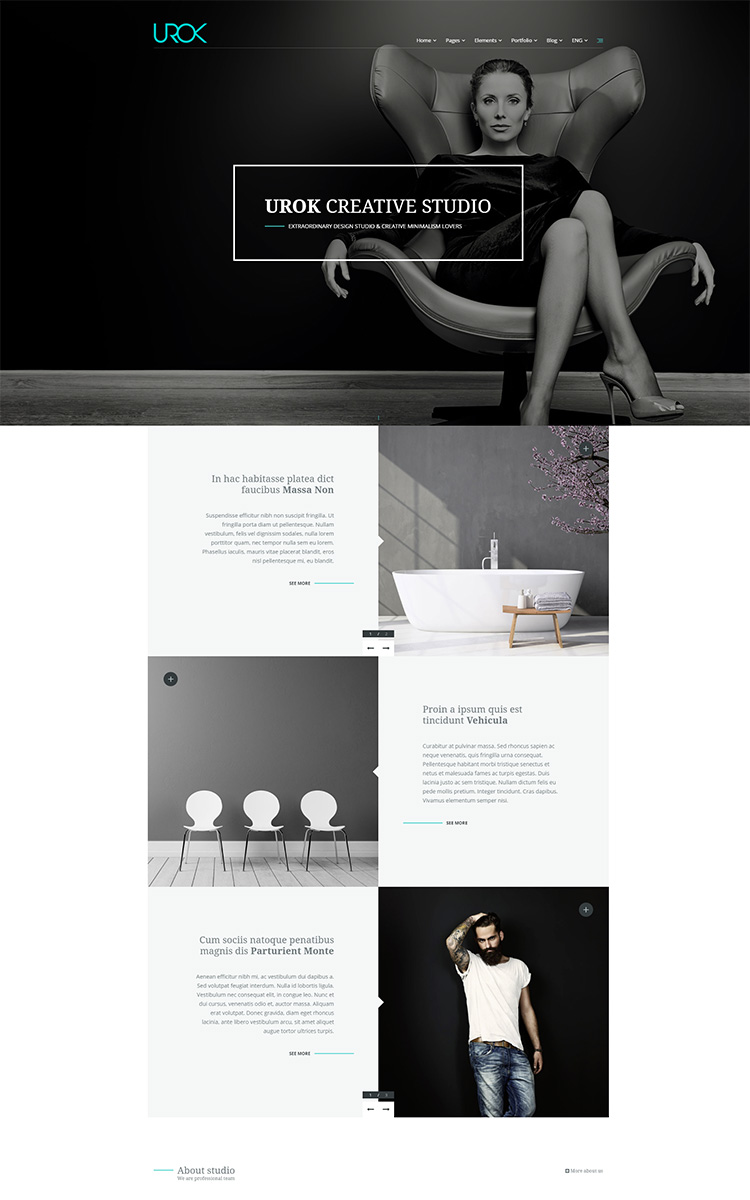 UROK
Home Pages Elements Portfolio Blog ENG
UROK CREATIVE STUDIO
EXTRAORDINARY DESIGN STUDIO & CREATIVE MINIMALISM LOVERS
In hac habitasse platea dict
faucibus Massa Non
Suspendisse efficitur nibh non suscipit fringilla. Ut
fringilla porta diam ut pellentesque. Nullam
vestibulum, felis vel dignissim sodales, nulla lorem
porttitor quam, nec tempor nulla sem eu lorem.
Phasellus iaculis, mauris vitae placerat blandit, eros
nisl pellentesque mi, eu blandit.
SEE MORE
Proin a ipsum quis est
tincidunt Vehicula
Curabitur at pulvinar massa. Sed rhoncus sapien ac
neque venenatis, quis fringilla urna consequat.
Pellentesque habitant morbi tristique senectus et
netus et malesuada fames ac turpis egestas. Duis
lacinia justo ac sem tristique. Nullam dictum felis eu
pede mollis pretium. Integer tincidunt. Cras dapibus.
Vivamus elementum semper nisi.
SEE MORE
Cum sociis natoque penatibus
magnis dis Parturient Monte
Aenean efficitur nibh mi, ac vestibulum dui dapibus a.
Sed volutpat feugiat interdum. Nulla id lobortis ligula.
Vestibulum nec consequat elit, in congue leo. Nunc et
dui cursus, venenatis odio et, auctor massa. Aliquam
erat volutpat. Donec gravida, diam eget rhoncus
lacinia, ante libero vestibulum arcu, sit amet aliquet
augue tortor ultrices turpis.
SEE MORE
About studio
We are professional team
More about us